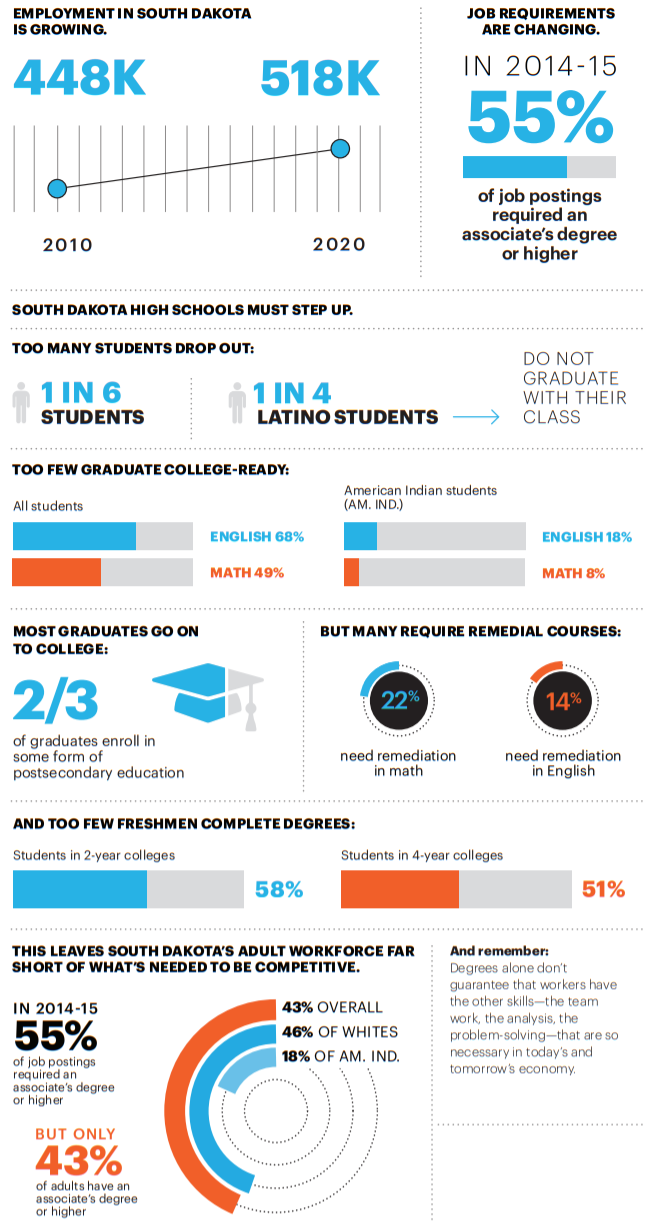 EMPLOYMENT IN SOUTH DAKOTA
IS GROWING.
448K
518K
2010
2020
JOB REQUIREMENTS
ARE CHANGING.
IN 2014-15
55%
of job postings
required an
associate's degree
or higher
SOUTH DAKOTA HIGH SCHOOLS MUST STEP UP.
TOO MANY STUDENTS DROP OUT:
1 IN 6
STUDENTS
1 IN 4
LATINO STUDENTS
DO NOT
GRADUATE
WITH THEIR
CLASS
TOO FEW GRADUATE COLLEGE-READY:
All students
ENGLISH 68%
MATH 49%
American Indian students
(AM. IND.)
ENGLISH 18%
MATH 8%
MOST GRADUATES GO ON
TO COLLEGE:
2/3
of graduates enroll in
some form of
postsecondary education
BUT MANY REQUIRE REMEDIAL COURSES:
22%
need remediation
in math
14%
need remediation
in English
AND TOO FEW FRESHMEN COMPLETE DEGREES:
Students in 2-year colleges
58%
Students in 4-year colleges
51%
THIS LEAVES SOUTH DAKOTA'S ADULT WORKFORCE FAR
SHORT OF WHAT'S NEEDED TO BE COMPETITIVE.
IN 2014-15
55%
of job postings
required an
associate's degree
or higher
BUT ONLY
43%
of adults have an
associate's degree
or higher
43% OVERALL
46% OF WHITES
18% OF AM. IND.
And remember:
Degrees alone don't
guarantee that workers have
the other skills—the team
work, the analysis, the
problem-solving—that are so
necessary in today's and
tomorrow's economy.